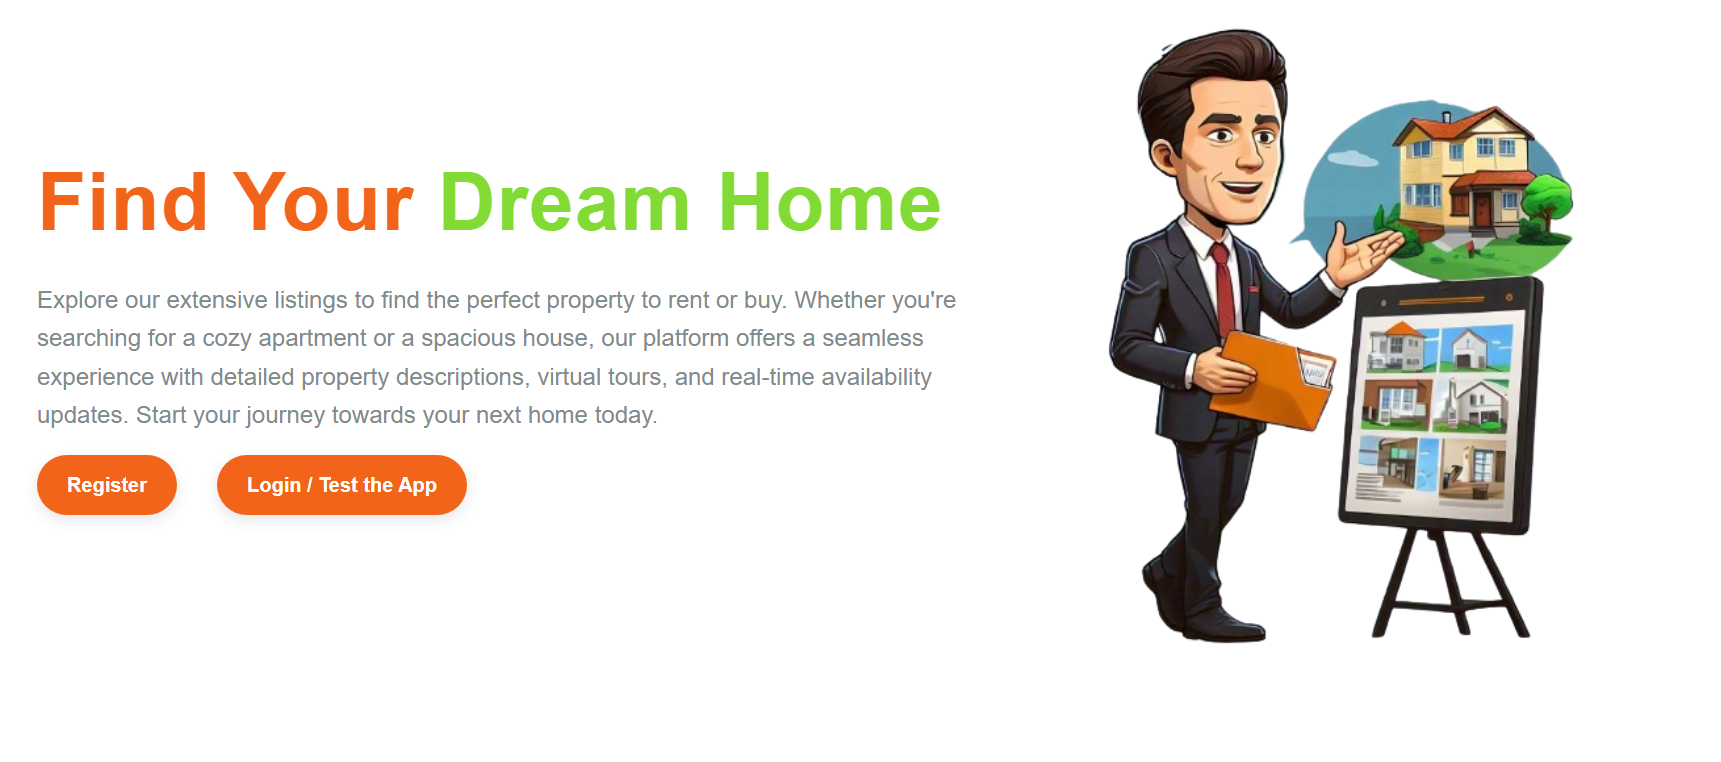 Find Your Dream Home
Explore our extensive listings to find the perfect property to rent or buy. Whether you're
searching for a cozy apartment or a spacious house, our platform offers a seamless
experience with detailed property descriptions, virtual tours, and real-time availability
updates. Start your journey towards your next home today.
Register
Login / Test the App